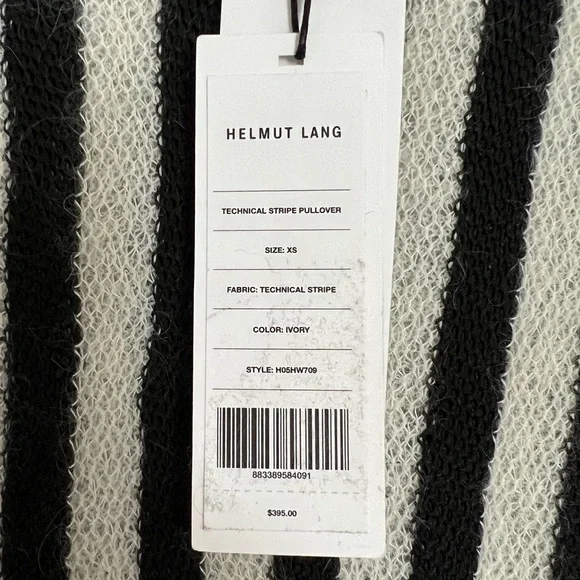 HELMUT LANG
TECHNICAL STRIPE PULLOVER
SIZE: XS
FABRIC: TECHNICAL STRIPE
COLOR: IVORY
STYLE: H05HW709
883389584091
$395.00